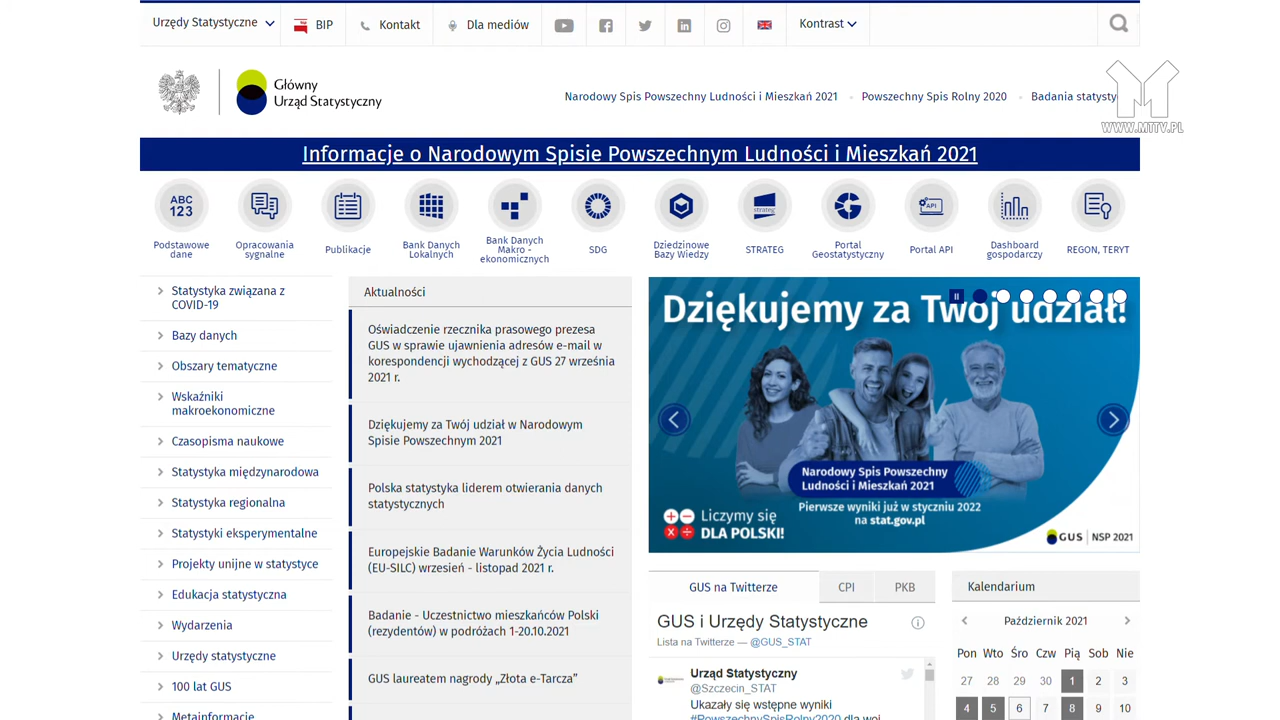 Urzędy Statystyczne
BIP
Kontakt
Dla mediów
Kontrast
Główny
Urząd Statystyczny
Narodowy Spis Powszechny Ludności i Mieszkań 2021
Powszechny Spis Rolny 2020
Badania statysty
WWW.MTTV.PL
Informacje o Narodowym Spisie Powszechnym Ludności i Mieszkań 2021
ABC
123
strateg
API
Podstawowe
dane
Opracowania
sygnalne
Publikacje
Bank Danych
Lokalnych
Bank Danych
Makro -
ekonomicznych
SDG
Dziedzinowe
Bazy Wiedzy
STRATEG
Portal
Geostatystyczny
Portal API
Dashboard
gospodarczy
REGON, TERYT
Statystyka związana z
COVID-19
Bazy danych
Obszary tematyczne
Wskaźniki
makroekonomiczne
Czasopisma naukowe
Statystyka międzynarodowa
Statystyka regionalna
Statystyki eksperymentalne
Projekty unijne w statystyce
Edukacja statystyczna
Wydarzenia
Urzędy statystyczne
100 lat GUS
Metainformacje
Aktualności
Oświadczenie rzecznika prasowego prezesa
GUS w sprawie ujawnienia adresów e-mail w
korespondencji wychodzącej z GUS 27 września
2021 r.
Dziękujemy za Twój udział w Narodowym
Spisie Powszechnym 2021
Polska statystyka liderem otwierania danych
statystycznych
Europejskie Badanie Warunków Życia Ludności
(EU-SILC) wrzesień - listopad 2021 r.
Badanie - Uczestnictwo mieszkańców Polski
(rezydentów) w podróżach 1-20.10.2021
GUS laureatem nagrody „Złota e-Tarcza”
Dziękujemy za Twój udział!
Narodowy Spis Powszechny
Ludności i Mieszkań 2021
Pierwsze wyniki już w styczniu 2022
na stat.gov.pl
Liczymy się
DLA POLSKI!
GUS | NSP 2021
GUS na Twitterze
CPI
PKB
GUS i Urzędy Statystyczne
Lista na Twitterze — @GUS_STAT
Urząd Statystyczny
@Szczecin_STAT
Ukazały się wstępne wyniki
#PowszechnySpisRolny2020 dla woj.
Kalendarium
Październik 2021
Pon Wto Śro Czw Pią Sob Nie
27 28 29 30 1 2 3
4 5 6 7 8 9 10